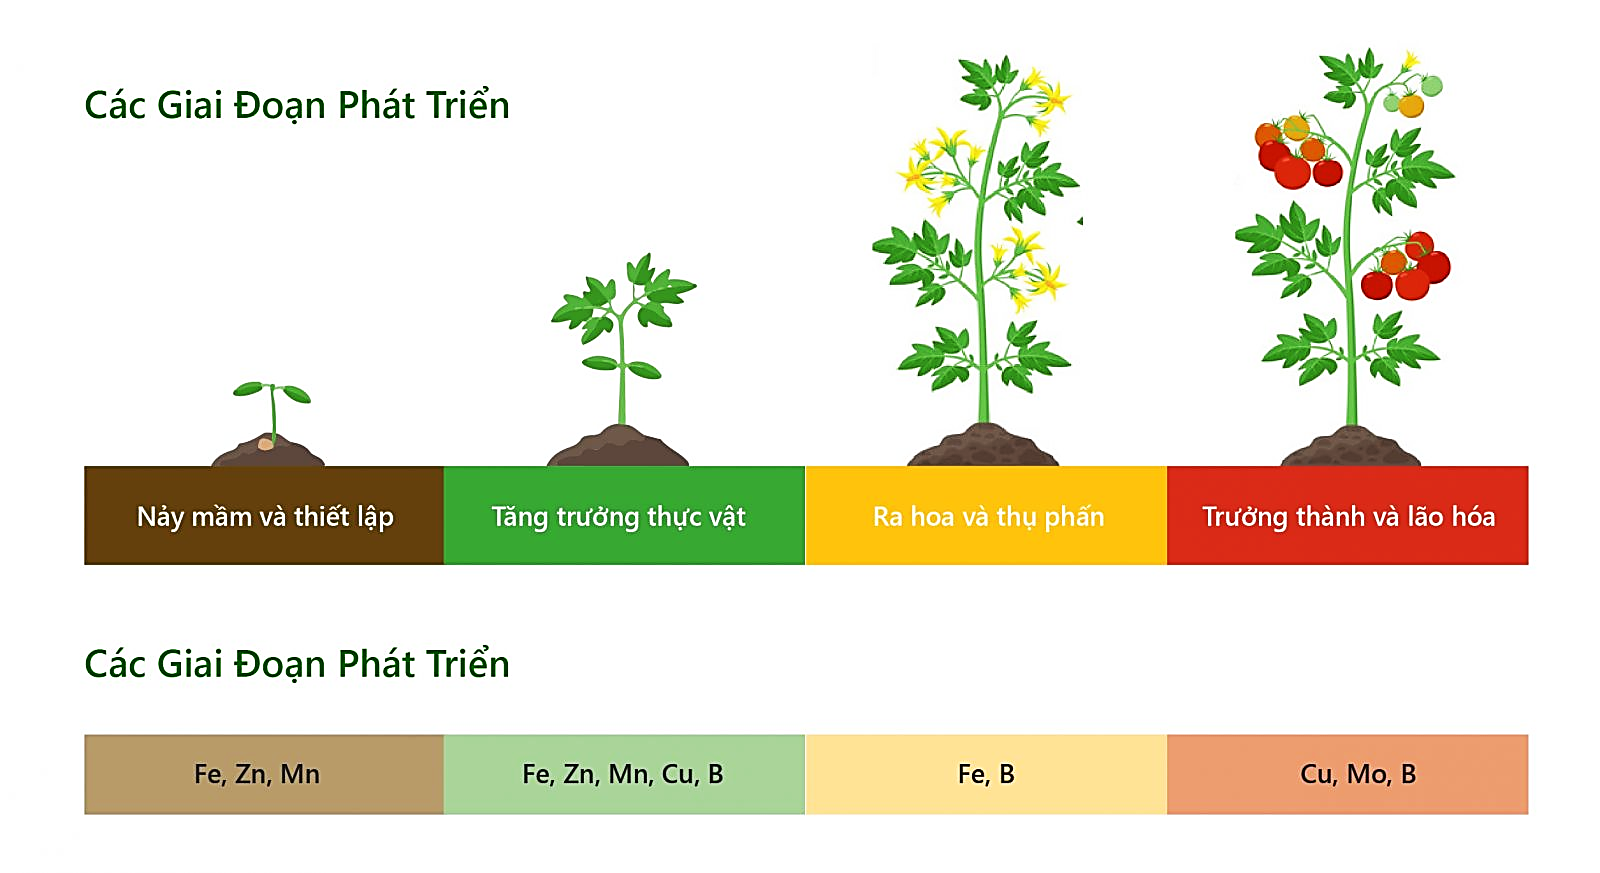 Các Giai Đoạn Phát Triển
Nảy mầm và thiết lập
Tăng trưởng thực vật
Ra hoa và thụ phấn
Trưởng thành và lão hóa
Các Giai Đoạn Phát Triển
Fe, Zn, Mn
Fe, Zn, Mn, Cu, B
Fe, B
Cu, Mo, B